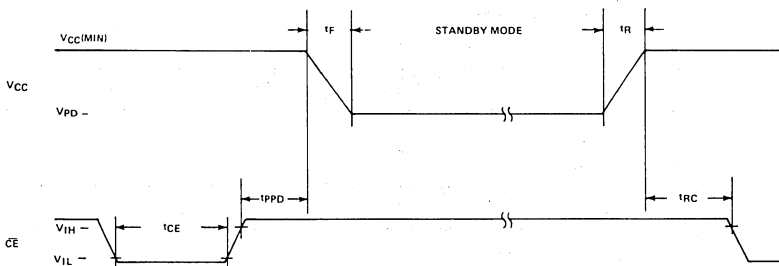 tF STANDBY MODE tR
VCC(MIN)
VCC
VPD
tPPD tRC
VIH tCE
CE
VIL